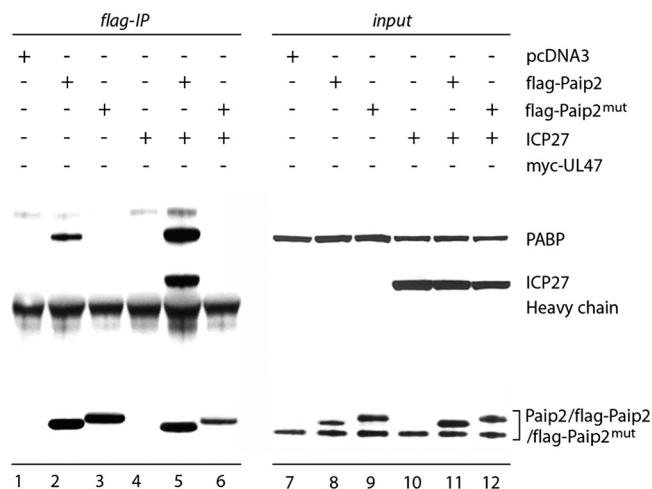 flag-IP input
+ - - - - - + - - - - - pcDNA3
- + - - + - - + - - + - flag-Paip2
- - + - - + - - + - - + flag-Paip2mut
- - - + + + - - - + + + ICP27
- - - - - - - - - - - - myc-UL47
PABP
ICP27
Heavy chain
Paip2/flag-Paip2
/flag-Paip2mut
1 2 3 4 5 6 7 8 9 10 11 12